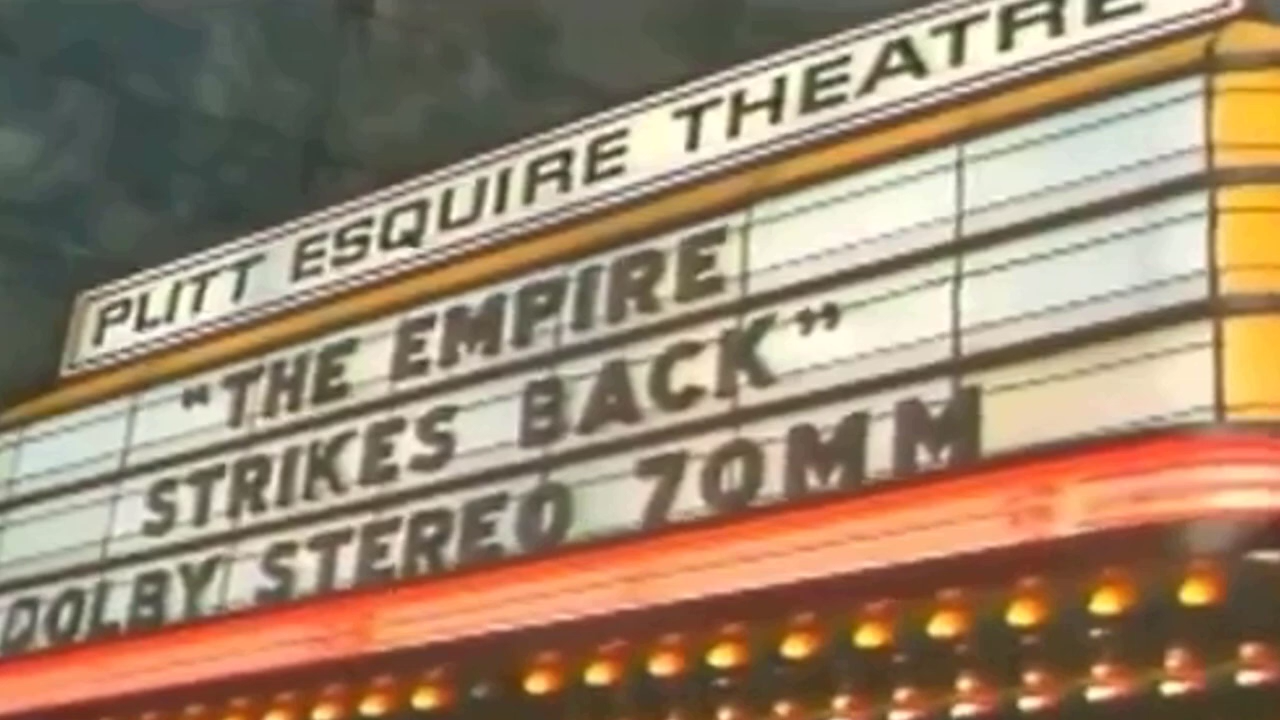 PLITT ESQUIRE THEATRE
"THE EMPIRE
STRIKES BACK"
DOLBY STEREO 70MM